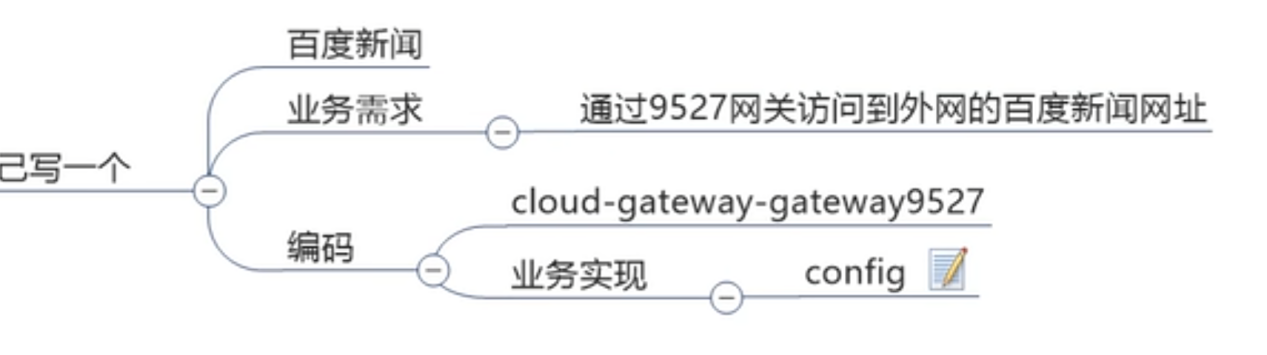 百度新闻
业务需求
通过9527网关访问到外网的百度新闻网址
己写一个
cloud-gateway-gateway9527
编码
业务实现
config